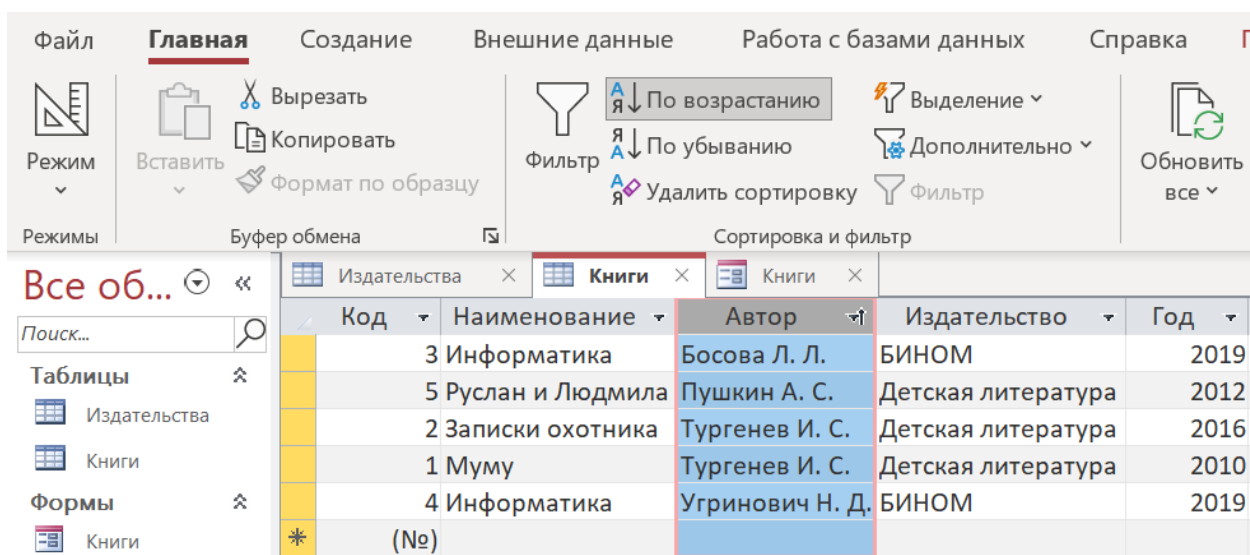 Файл Главная Создание Внешние данные Работа с базами данных Справка
Режим
Вставить
Вырезать
Копировать
Формат по образцу
Фильтр
По возрастанию
По убыванию
Удалить сортировку
Выделение
Дополнительно
Фильтр
Обновить
все
Режимы Буфер обмена Сортировка и фильтр
Все об...
Поиск...
Таблицы
Издательства
Книги
Формы
Книги
Издательства Книги Книги
Код Наименование Автор Издательство Год
3 Информатика Босова Л. Л. БИНОМ 2019
5 Руслан и Людмила Пушкин А. С. Детская литература 2012
2 Записки охотника Тургенев И. С. Детская литература 2016
1 Муму Тургенев И. С. Детская литература 2010
4 Информатика Угринович Н. Д. БИНОМ 2019
(№)